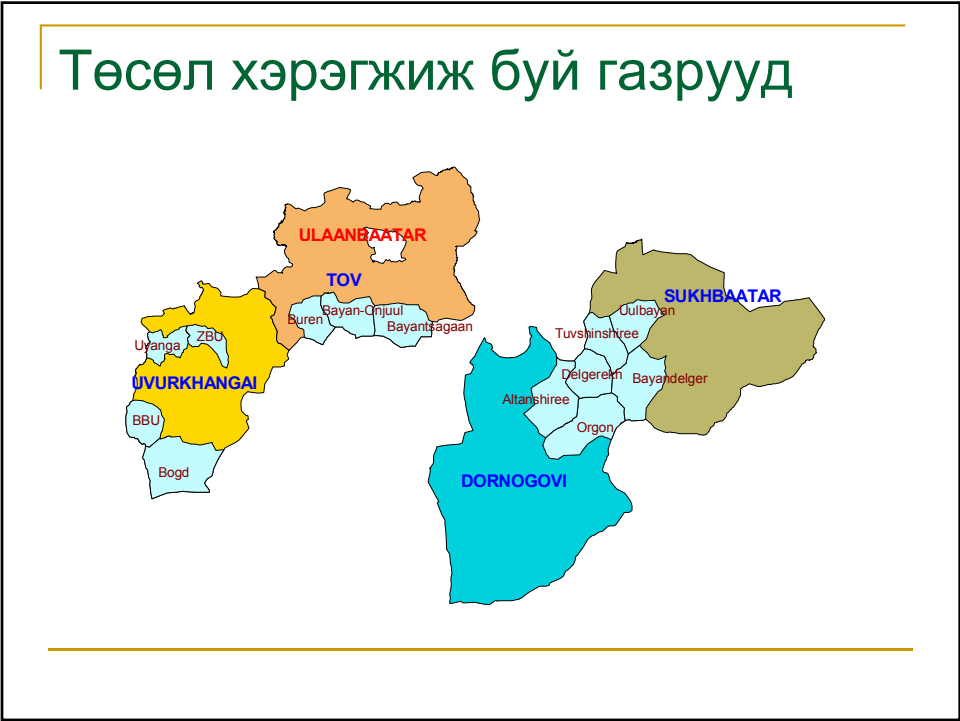 Төсөл хэрэгжиж буй газрууд
ULAANBAATAR
TOV
SUKHBAATAR
Buren
Bayan-Onjuul
Uulbayan
Bayantsagaan
Tuvshinshiree
ZBU
Uyanga
Delgerekh
Bayandelger
UVURKHANGAI
Altanshiree
BBU
Orgon
Bogd
DORNOGOVI